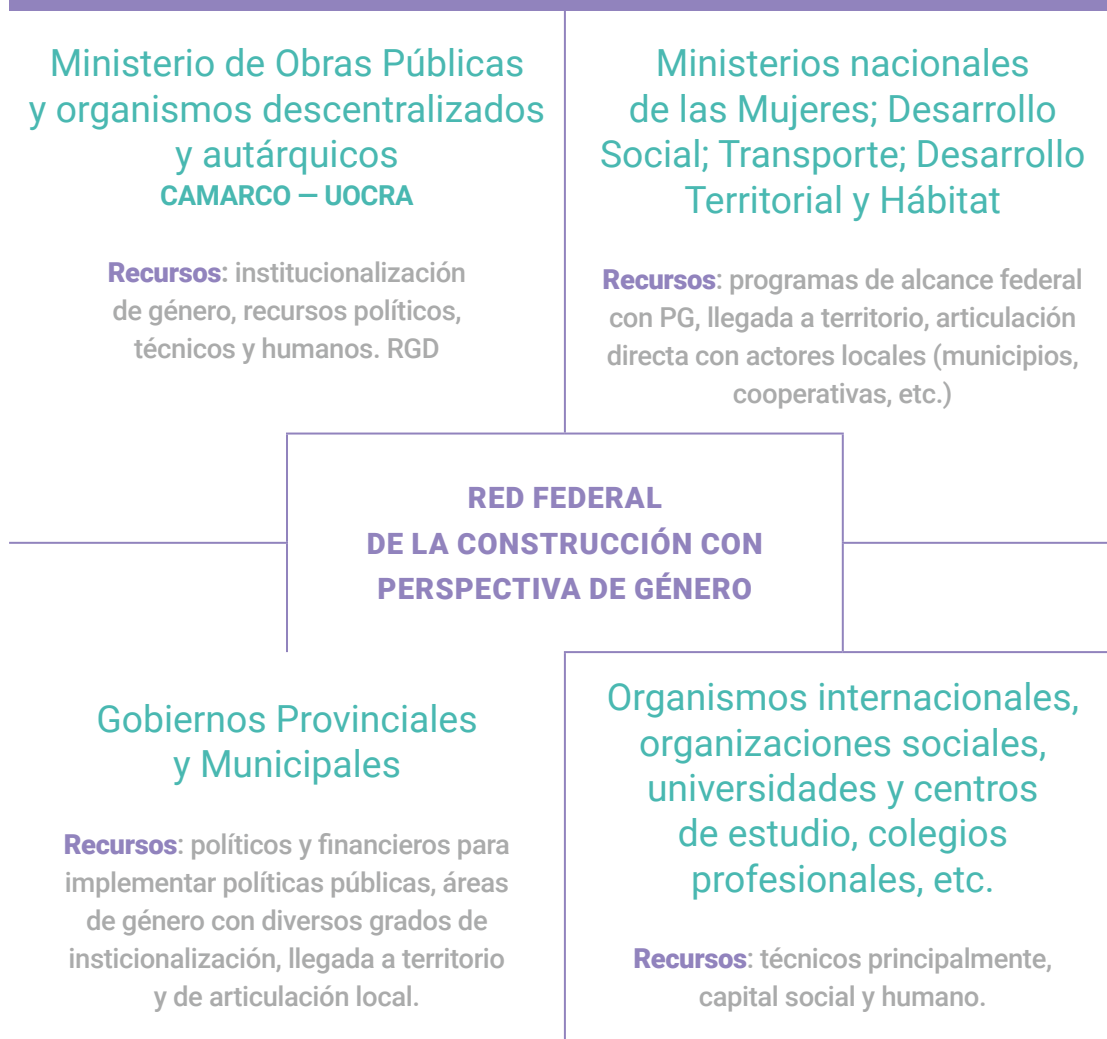 Ministerio de Obras Públicas
y organismos descentralizados
y autárquicos
CAMARCO — UOCRA
Recursos: institucionalización
de género, recursos políticos,
técnicos y humanos. RGD
Ministerios nacionales
de las Mujeres; Desarrollo
Social; Transporte; Desarrollo
Territorial y Hábitat
Recursos: programas de alcance federal
con PG, llegada a territorio, articulación
directa con actores locales (municipios,
cooperativas, etc.)
RED FEDERAL
DE LA CONSTRUCCIÓN CON
PERSPECTIVA DE GÉNERO
Gobiernos Provinciales
y Municipales
Recursos: políticos y financieros para
implementar políticas públicas, áreas
de género con diversos grados de
insticionalización, llegada a territorio
y de articulación local.
Organismos internacionales,
organizaciones sociales,
universidades y centros
de estudio, colegios
profesionales, etc.
Recursos: técnicos principalmente,
capital social y humano.